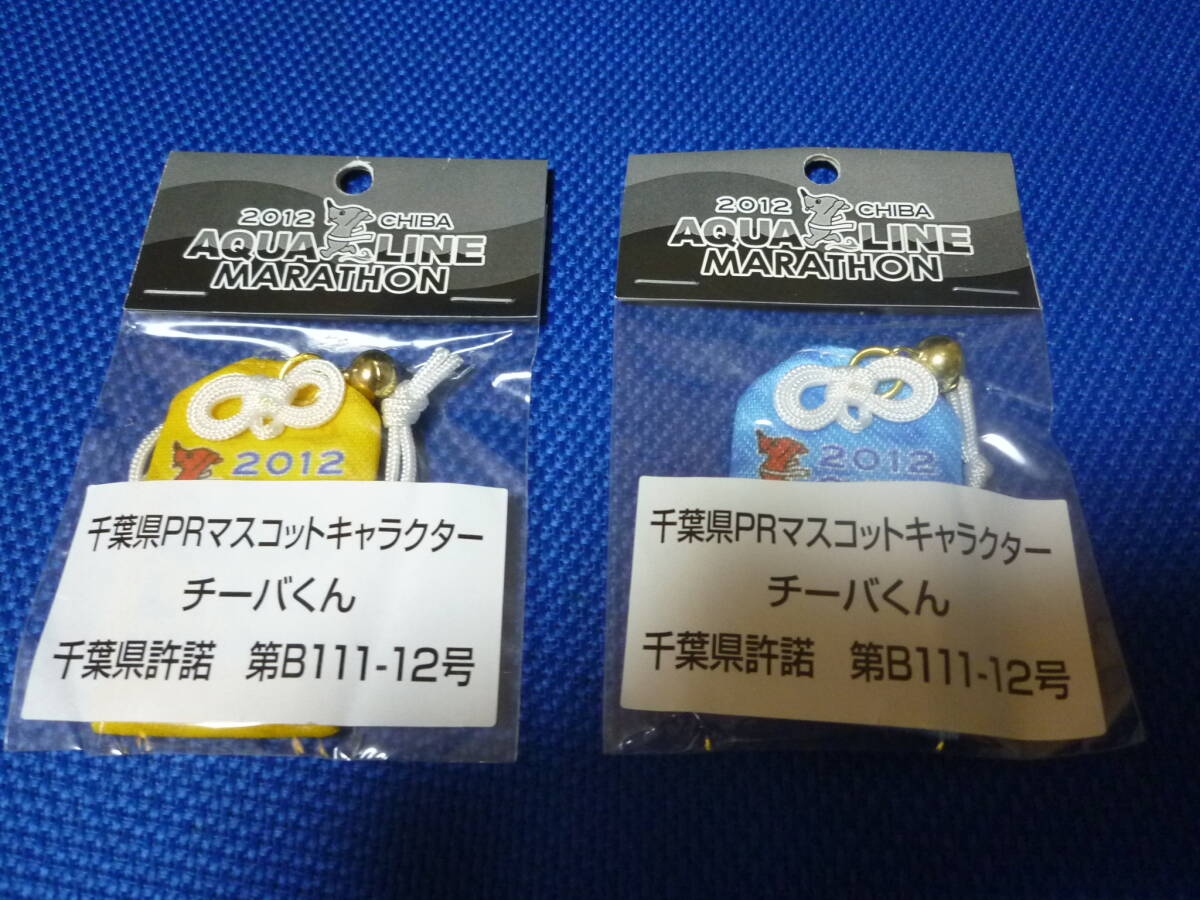 2012 CHIBA
AQUA LINE
MARATHON
2012
千葉県PRマスコットキャラクター
チーバくん
千葉県許諾 第B111-12号
2012 CHIBA
AQUA LINE
MARATHON
2012
千葉県PRマスコットキャラクター
チーバくん
千葉県許諾 第B111-12号